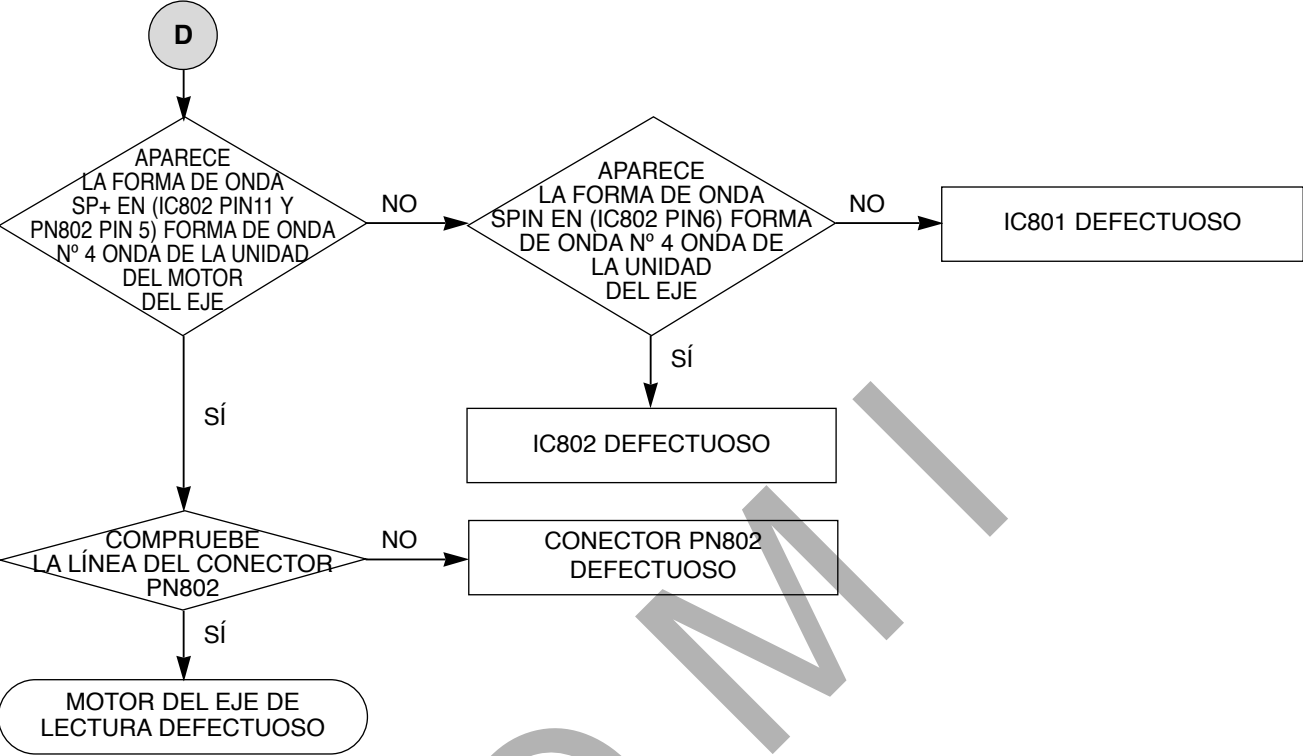 D
APARECE
LA FORMA DE ONDA
SP+ EN (IC802 PIN11 Y
PN802 PIN 5) FORMA DE ONDA
Nº 4 ONDA DE LA UNIDAD
DEL MOTOR
DEL EJE
NO
APARECE
LA FORMA DE ONDA
SPIN EN (IC802 PIN6) FORMA
DE ONDA Nº 4 ONDA DE
LA UNIDAD
DEL EJE
NO
IC801 DEFECTUOSO
SÍ
IC802 DEFECTUOSO
SÍ
COMPRUEBE
LA LÍNEA DEL CONECTOR
PN802
NO
CONECTOR PN802
DEFECTUOSO
SÍ
MOTOR DEL EJE DE
LECTURA DEFECTUOSO